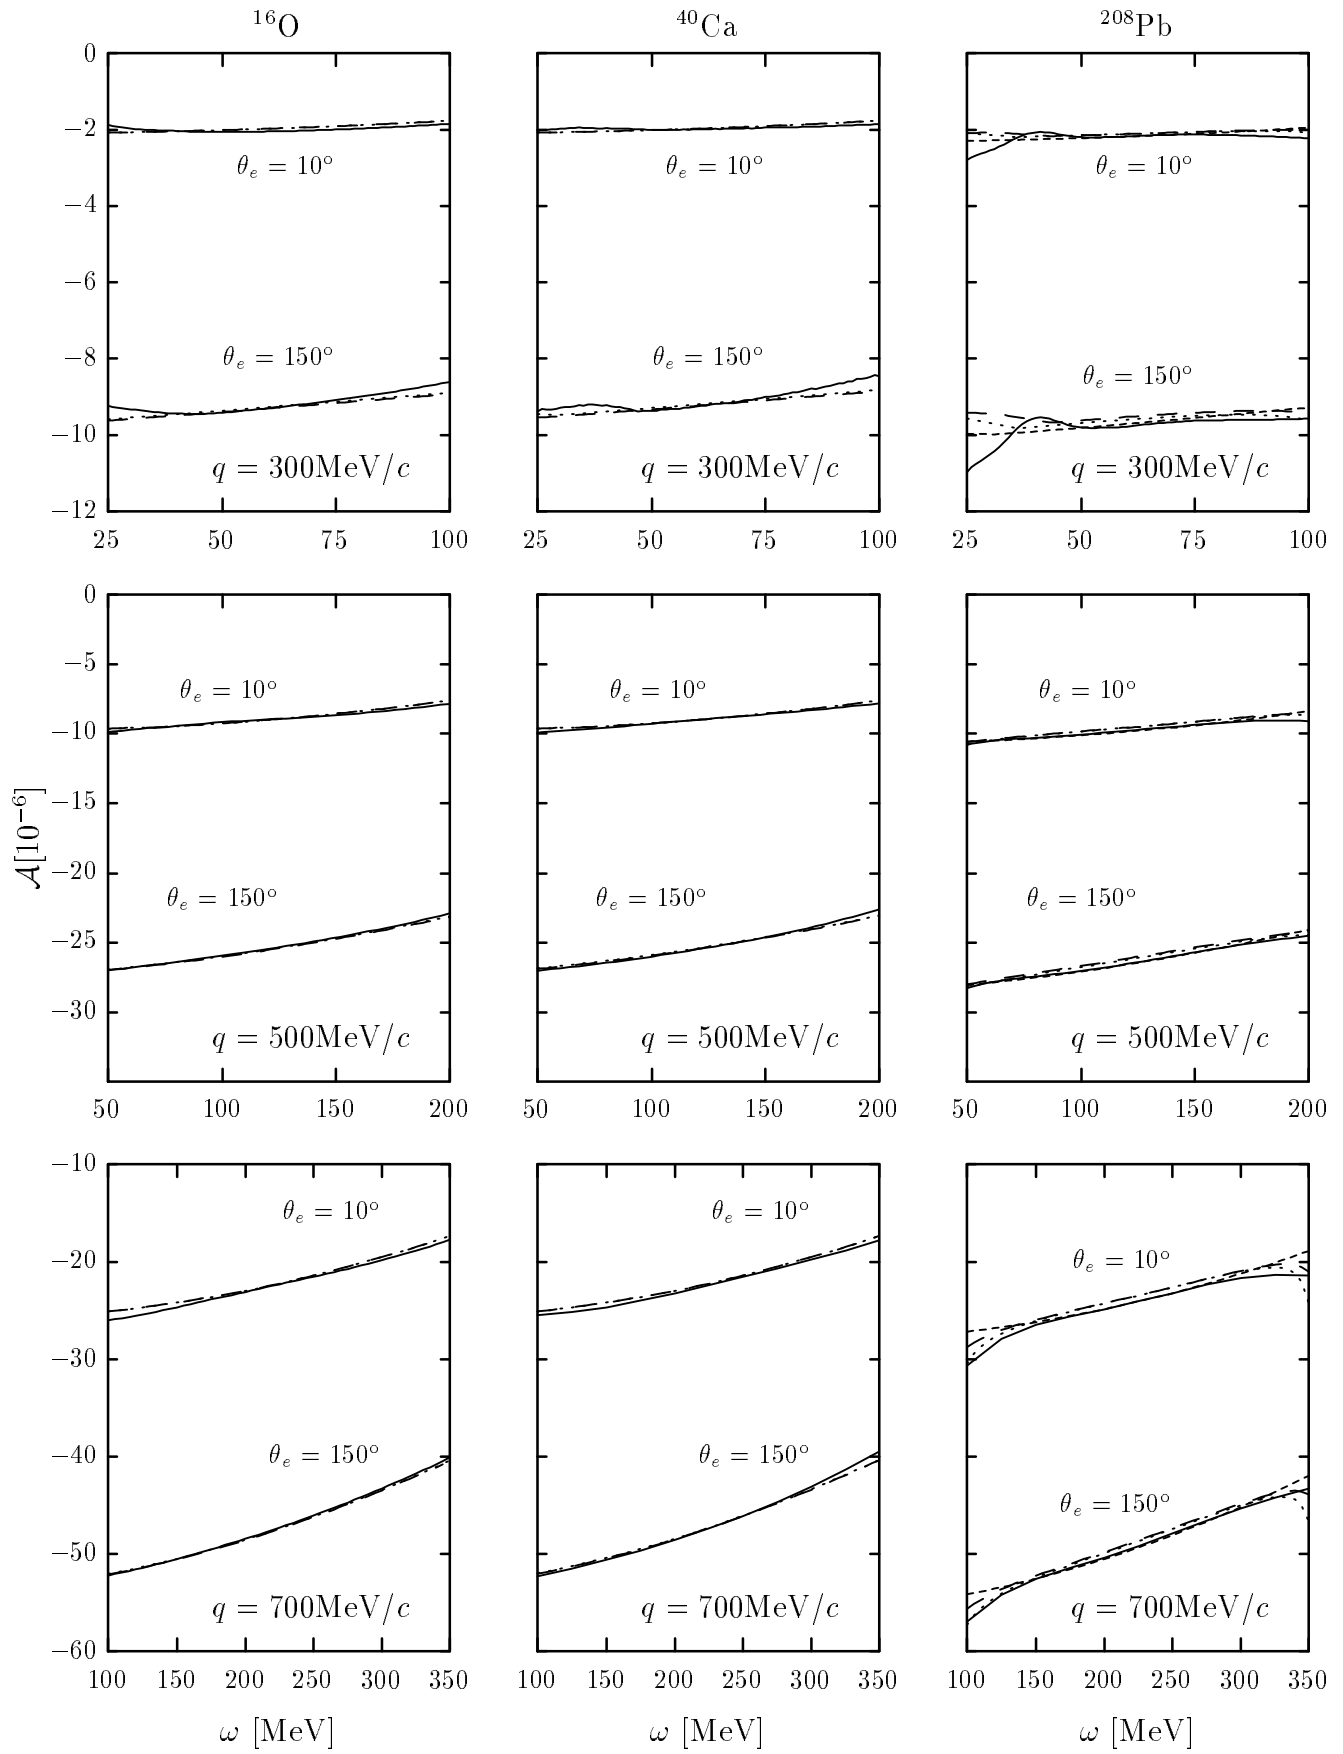 ¹⁶O ⁴⁰Ca ²⁰⁸Pb
0
−2
θₑ = 10° θₑ = 10° θₑ = 10°
−4
−6
−8
θₑ = 150° θₑ = 150° θₑ = 150°
−10
q = 300MeV/c q = 300MeV/c q = 300MeV/c
−12
25 50 75 100 25 50 75 100 25 50 75 100
0
−5
θₑ = 10° θₑ = 10° θₑ = 10°
−10
−15
𝒜[10⁻⁶]
−20
θₑ = 150° θₑ = 150° θₑ = 150°
−25
−30
q = 500MeV/c q = 500MeV/c q = 500MeV/c
50 100 150 200 50 100 150 200 50 100 150 200
−10
θₑ = 10° θₑ = 10° θₑ = 10°
−20
−30
−40
θₑ = 150° θₑ = 150° θₑ = 150°
−50
q = 700MeV/c q = 700MeV/c q = 700MeV/c
−60
100 150 200 250 300 350 100 150 200 250 300 350 100 150 200 250 300 350
ω [MeV] ω [MeV] ω [MeV]